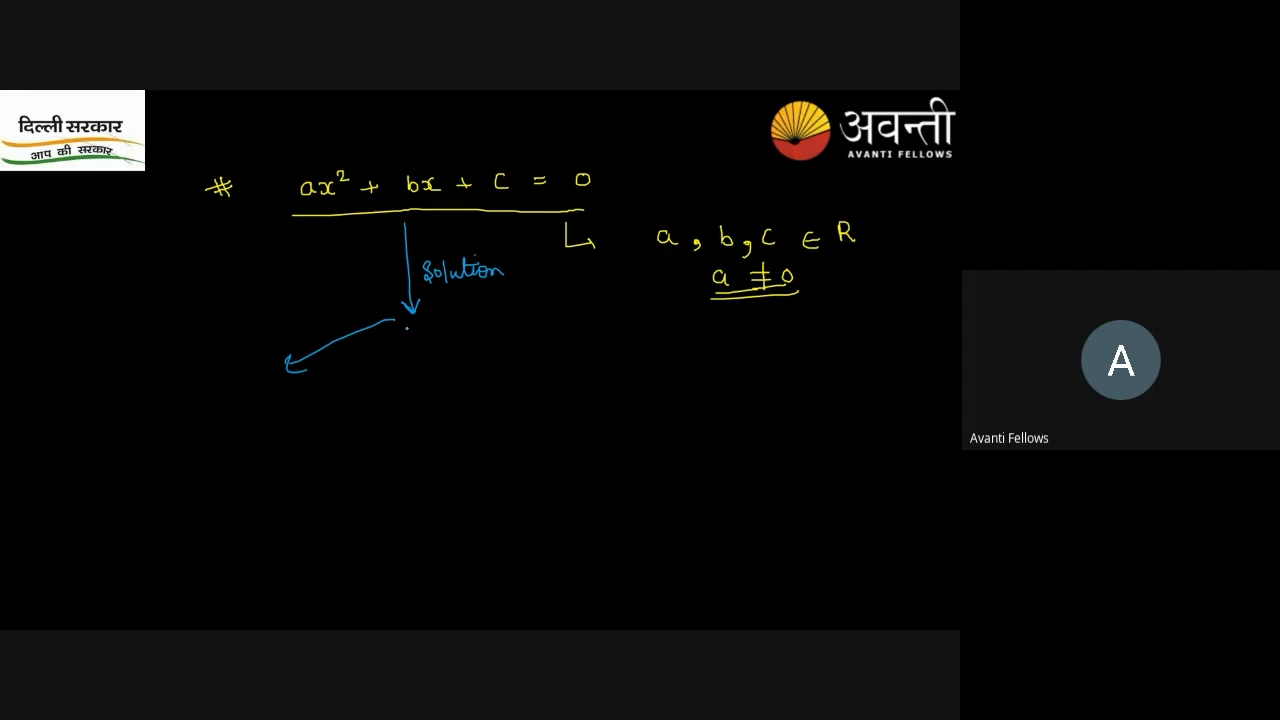 दिल्ली सरकार
आप की सरकार
अवन्ती
AVANTI FELLOWS
# ax² + bx + c = 0
a, b, c ∈ R
a ≠ 0
Solution
A
Avanti Fellows